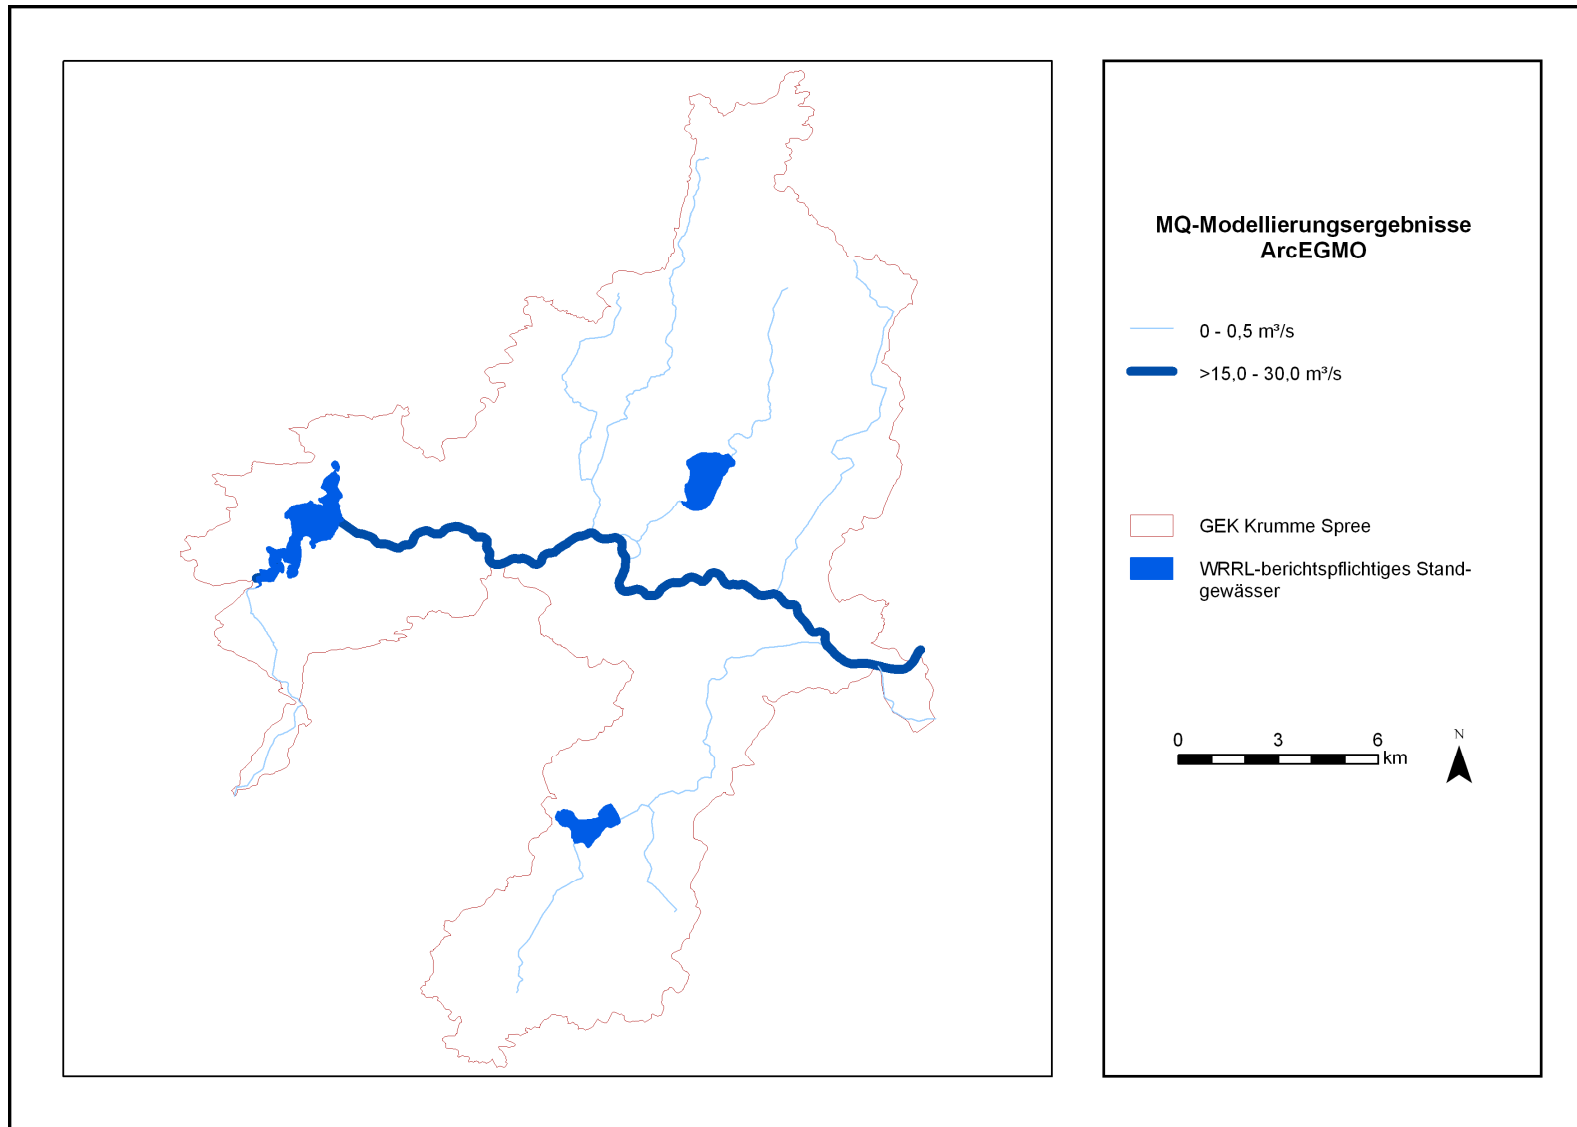 MQ-Modellierungsergebnisse
ArcEGMO
0 - 0,5 m³/s
>15,0 - 30,0 m³/s
GEK Krumme Spree
WRRL-berichtspflichtiges Stand-
gewässer
0 3 6
km
N